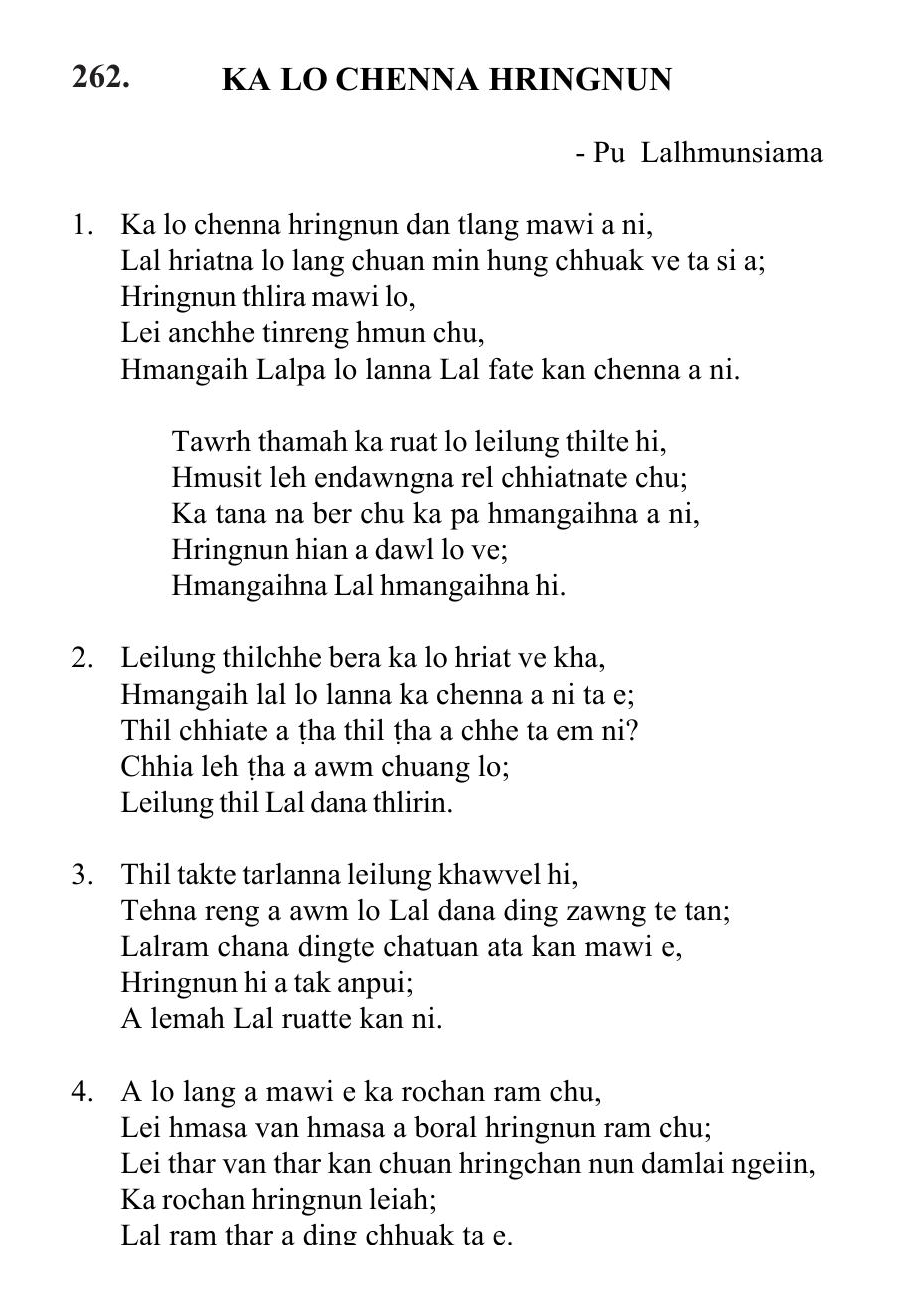 262. KA LO CHENNA HRINGNUN
- Pu Lalhmunsiama
1. Ka lo chenna hringnun dan tlang mawi a ni,
Lal hriatna lo lang chuan min hung chhuak ve ta si a;
Hringnun thlira mawi lo,
Lei anchhe tinreng hmun chu,
Hmangaih Lalpa lo lanna Lal fate kan chenna a ni.
Tawrh thamah ka ruat lo leilung thilte hi,
Hmusit leh endawngna rel chhiatnate chu;
Ka tana na ber chu ka pa hmangaihna a ni,
Hringnun hian a dawl lo ve;
Hmangaihna Lal hmangaihna hi.
2. Leilung thilchhe bera ka lo hriat ve kha,
Hmangaih lal lo lanna ka chenna a ni ta e;
Thil chhiate a ṭha thil ṭha a chhe ta em ni?
Chhia leh ṭha a awm chuang lo;
Leilung thil Lal dana thlirin.
3. Thil takte tarlanna leilung khawvel hi,
Tehna reng a awm lo Lal dana ding zawng te tan;
Lalram chana dingte chatuan ata kan mawi e,
Hringnun hi a tak anpui;
A lemah Lal ruatte kan ni.
4. A lo lang a mawi e ka rochan ram chu,
Lei hmasa van hmasa a boral hringnun ram chu;
Lei thar van thar kan chuan hringchan nun damlai ngeiin,
Ka rochan hringnun leiah;
Lal ram thar a ding chhuak ta e.